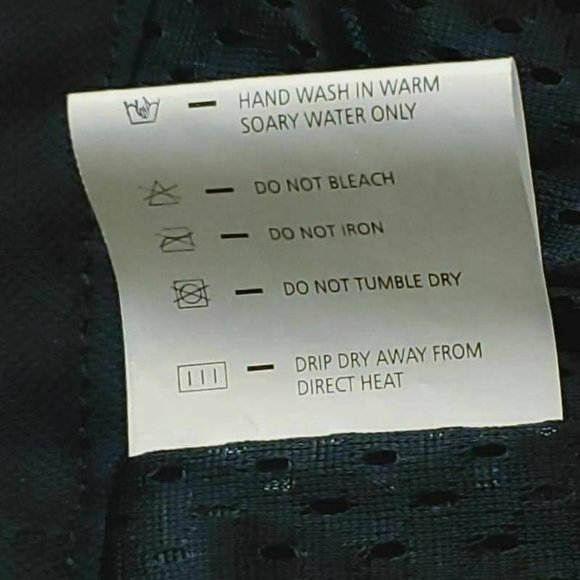 — HAND WASH IN WARM
SOARY WATER ONLY
— DO NOT BLEACH
— DO NOT IRON
— DO NOT TUMBLE DRY
— DRIP DRY AWAY FROM
DIRECT HEAT